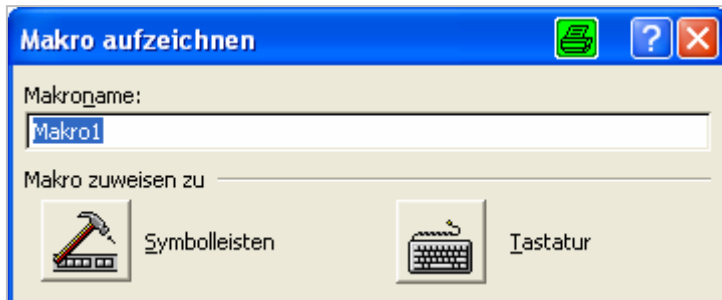 Makro aufzeichnen
?
Makroname:
Makro1
Makro zuweisen zu
Symbolleisten
Tastatur